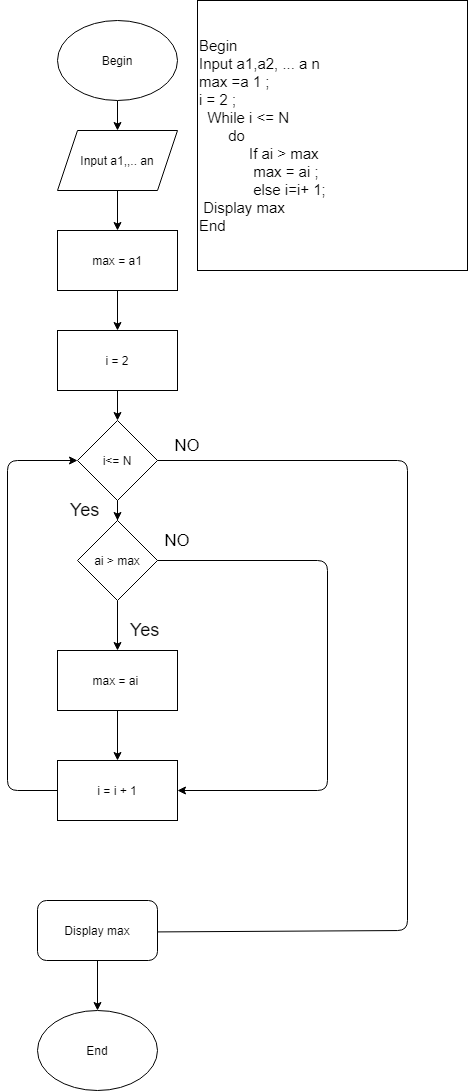 Begin
Input a1,,.. an
max = a1
i = 2
i<= N
NO
Yes
ai > max
NO
Yes
max = ai
i = i + 1
Display max
End
Begin
Input a1,a2, ... a n
max =a 1 ;
i = 2 ;
While i <= N
do
If ai > max
max = ai ;
else i=i+ 1;
Display max
End